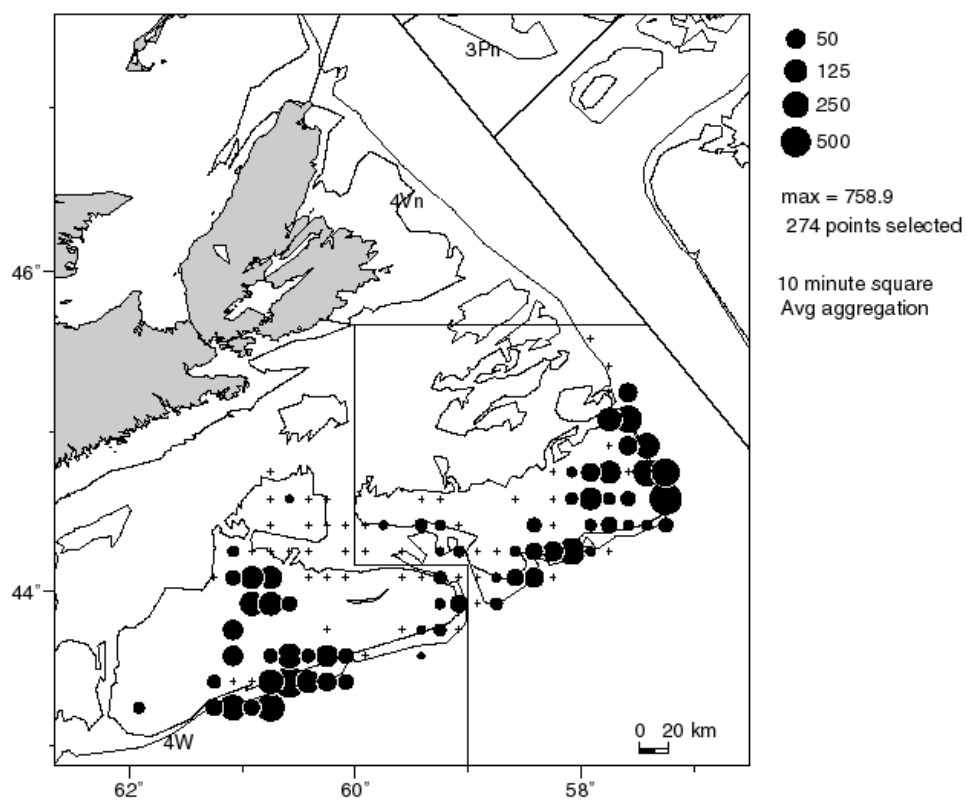 3Pn
50
125
250
500
max = 758.9
274 points selected
4Vn
46°
10 minute square
Avg aggregation
44°
4W
0 20 km
62° 60° 58°